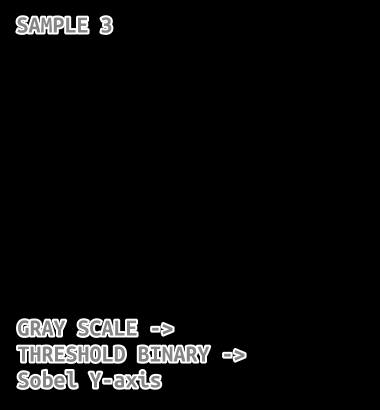 SAMPLE 3
GRAY SCALE ->
THRESHOLD BINARY ->
Sobel Y-axis